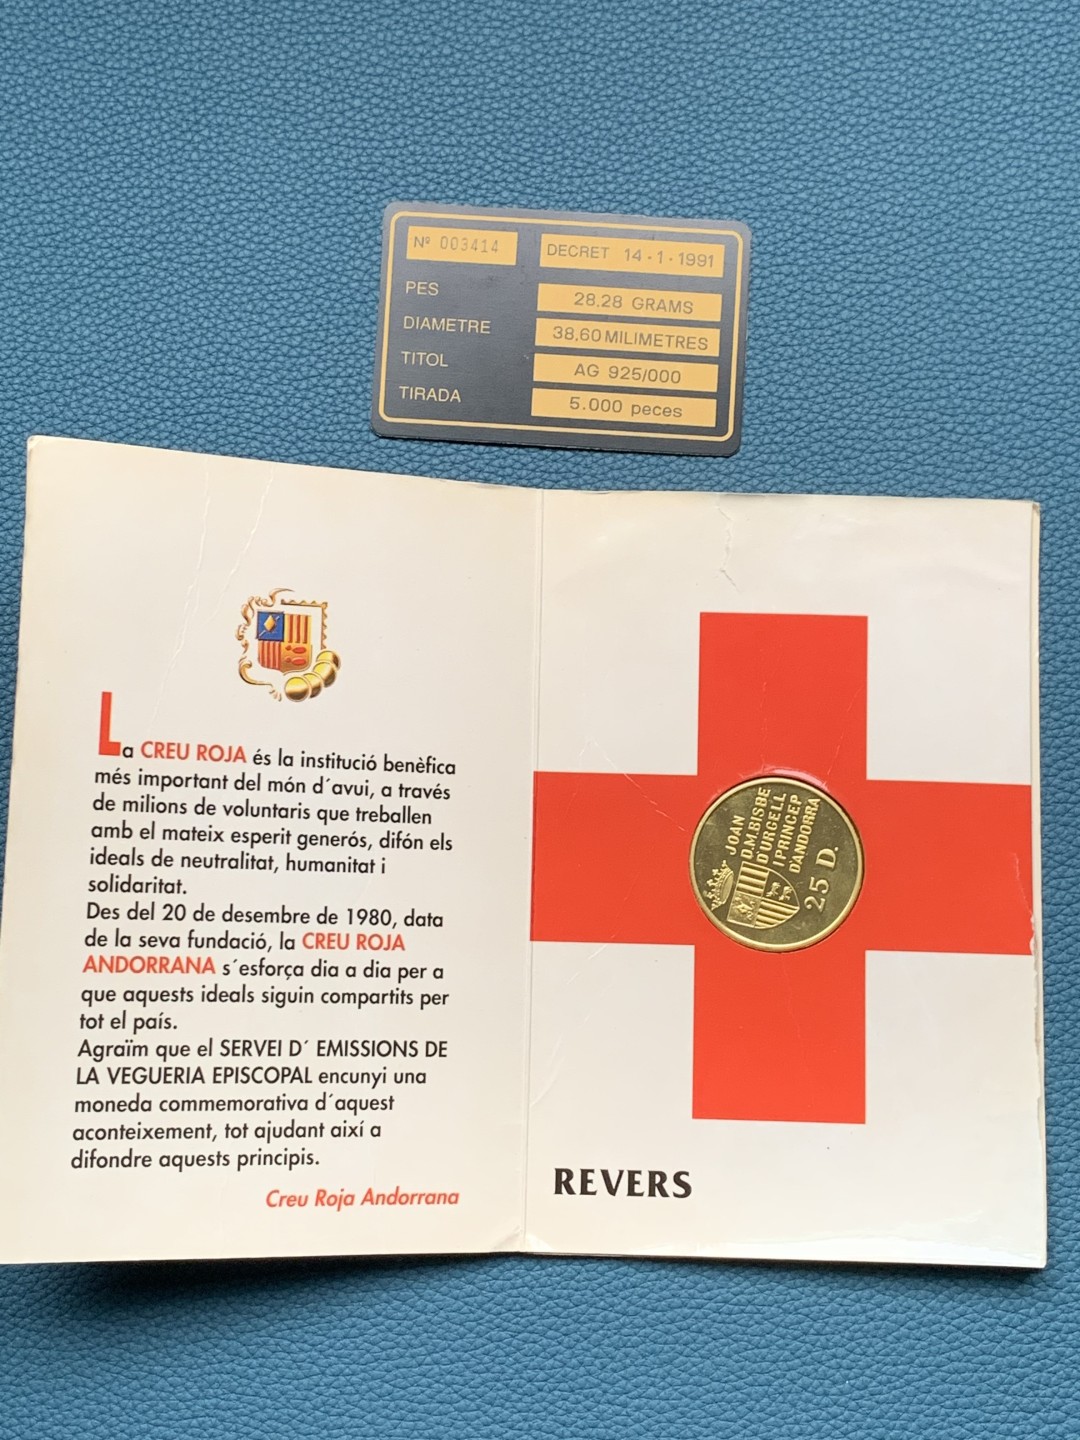 Nº 003414 DECRET 14-1-1991
PES 28.28 GRAMS
DIAMETRE 38,60 MILIMETRES
TITOL AG 925/000
TIRADA 5.000 peces
La CREU ROJA és la institució benèfica
més important del món d´avui, a través
de milions de voluntaris que treballen
amb el mateix esperit generós, difón els
ideals de neutralitat, humanitat i
solidaritat.
Des del 20 de desembre de 1980, data
de la seva fundació, la CREU ROJA
ANDORRANA s´esforça dia a dia per a
que aquests ideals siguin compartits per
tot el país.
Agraïm que el SERVEI D´ EMISSIONS DE
LA VEGUERIA EPISCOPAL encunyi una
moneda commemorativa d´aquest
aconteixement, tot ajudant així a
difondre aquests principis.
Creu Roja Andorrana
JOAN
D.M.BISBE
D'URGELL
I PRINCEP
D'ANDORRA
25 D.
REVERS